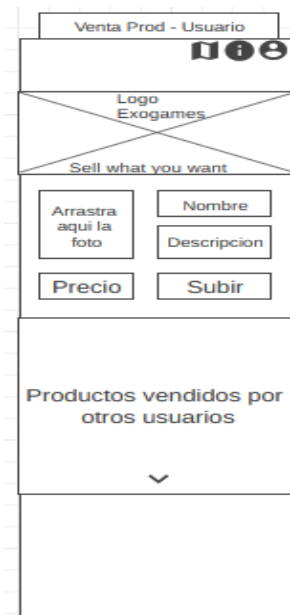 Venta Prod - Usuario
Logo
Exogames
Sell what you want
Arrastra
aqui la
foto
Nombre
Descripcion
Precio
Subir
Productos vendidos por
otros usuarios